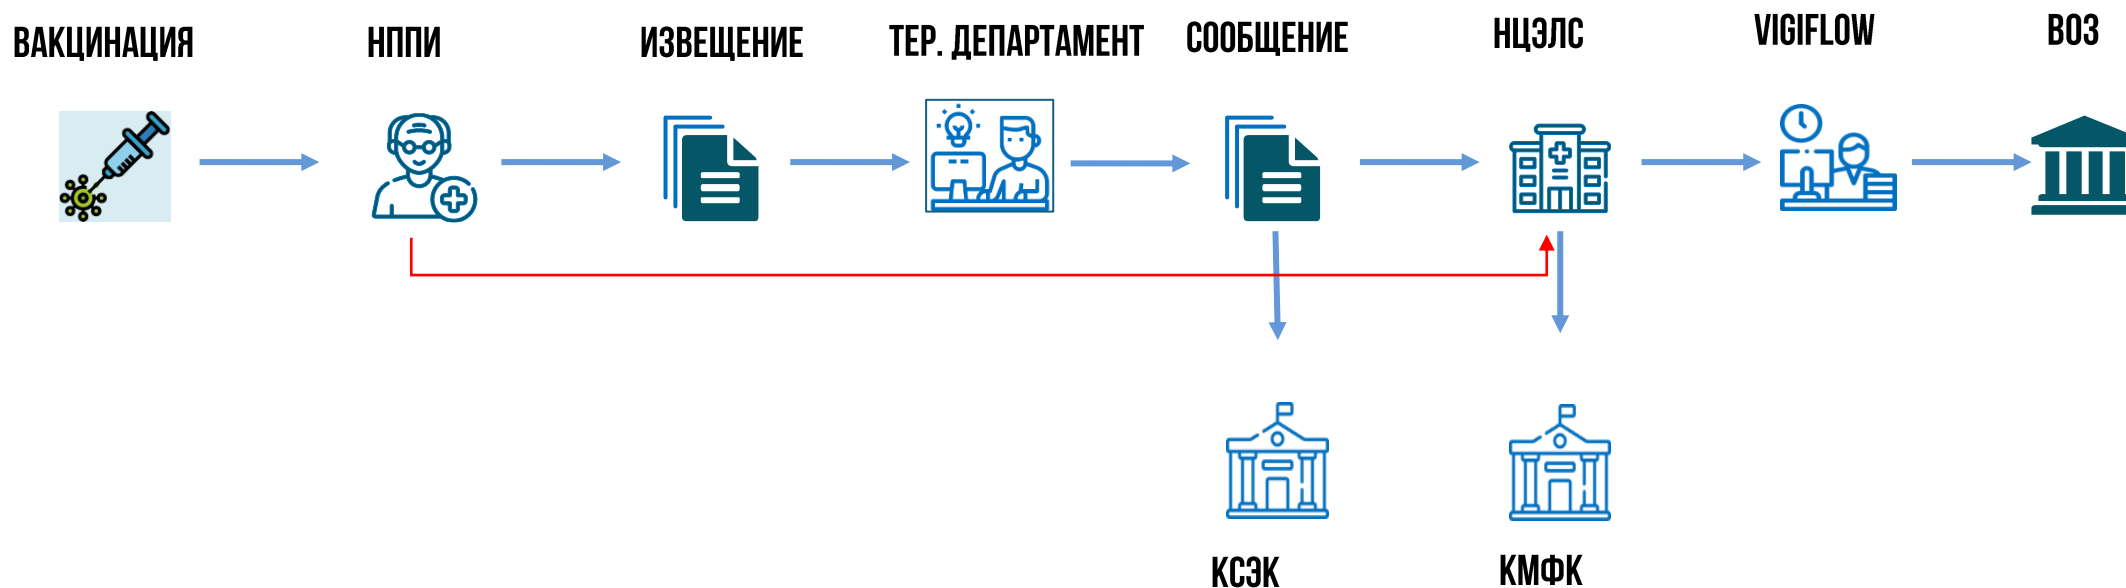 ВАКЦИНАЦИЯ
НППИ
ИЗВЕЩЕНИЕ
ТЕР. ДЕПАРТАМЕНТ
СООБЩЕНИЕ
НЦЭЛС
VIGIFLOW
ВОЗ
КСЭК
КМФК